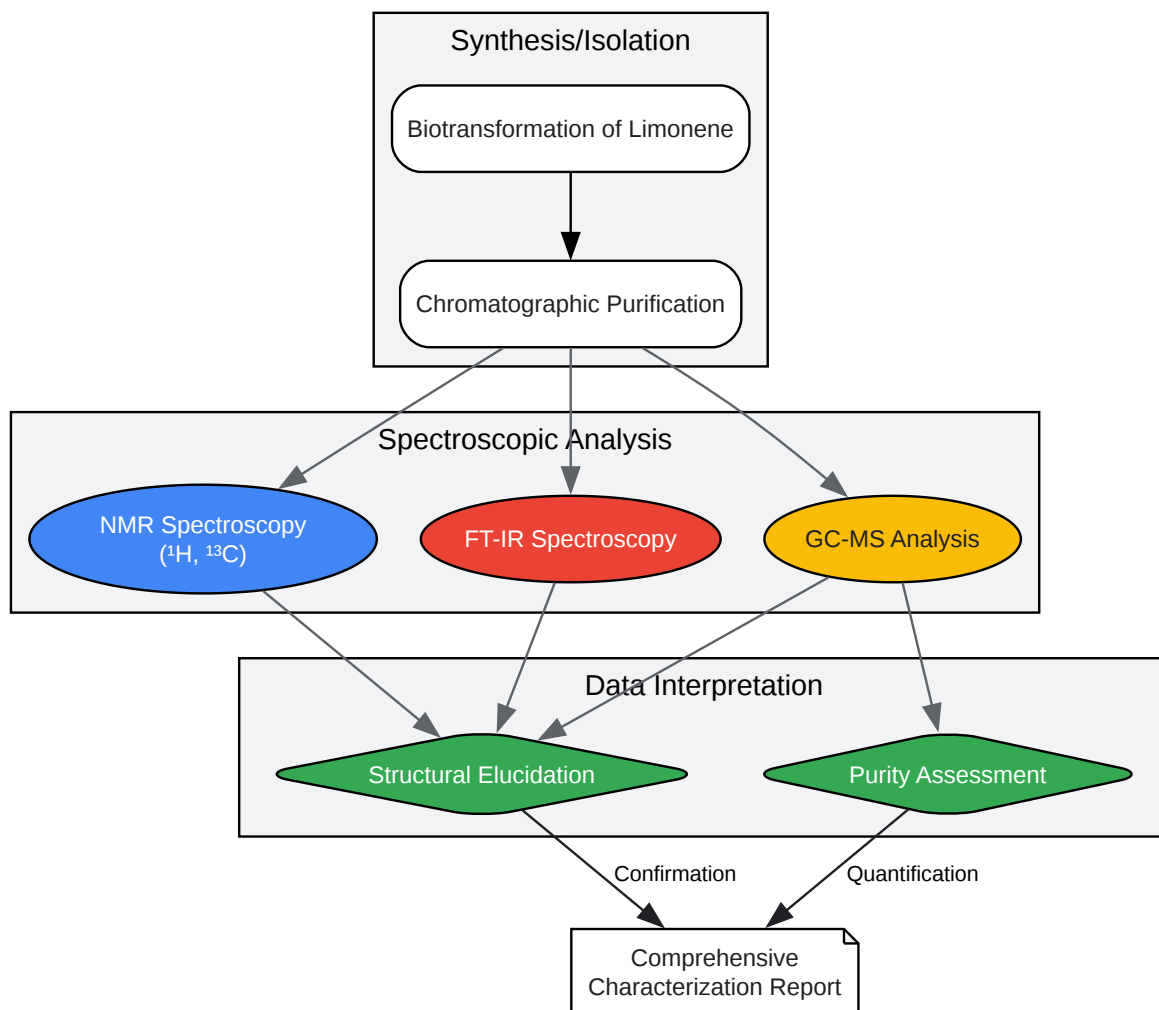 Synthesis/Isolation
Biotransformation of Limonene
Chromatographic Purification
Spectroscopic Analysis
NMR Spectroscopy
(¹H, ¹³C)
FT-IR Spectroscopy
GC-MS Analysis
Data Interpretation
Structural Elucidation
Purity Assessment
Confirmation
Quantification
Comprehensive
Characterization Report